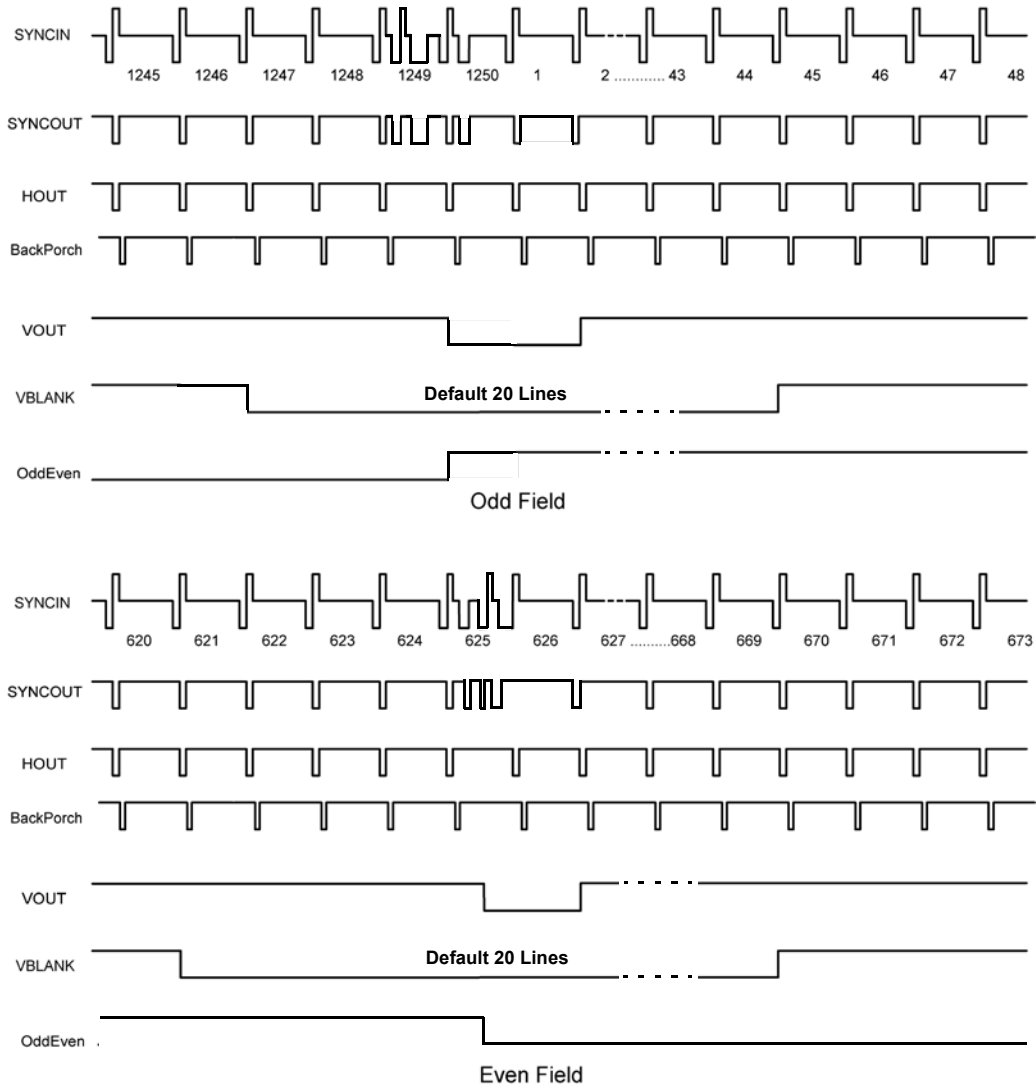 SYNCIN
1245 1246 1247 1248 1249 1250 1 2 ............ 43 44 45 46 47 48
SYNCOUT
HOUT
BackPorch
VOUT
VBLANK
Default 20 Lines
OddEven
Odd Field
SYNCIN
620 621 622 623 624 625 626 627 ..........668 669 670 671 672 673
SYNCOUT
HOUT
BackPorch
VOUT
VBLANK
Default 20 Lines
OddEven
Even Field